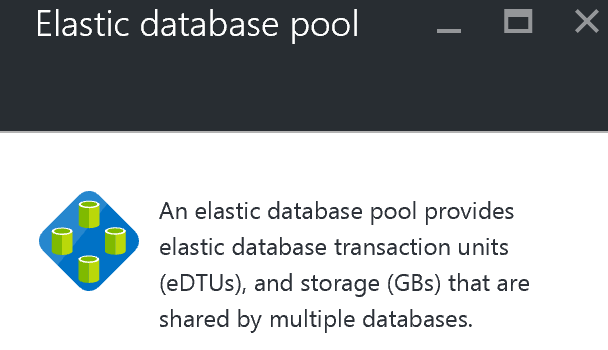 Elastic database pool
An elastic database pool provides
elastic database transaction units
(eDTUs), and storage (GBs) that are
shared by multiple databases.